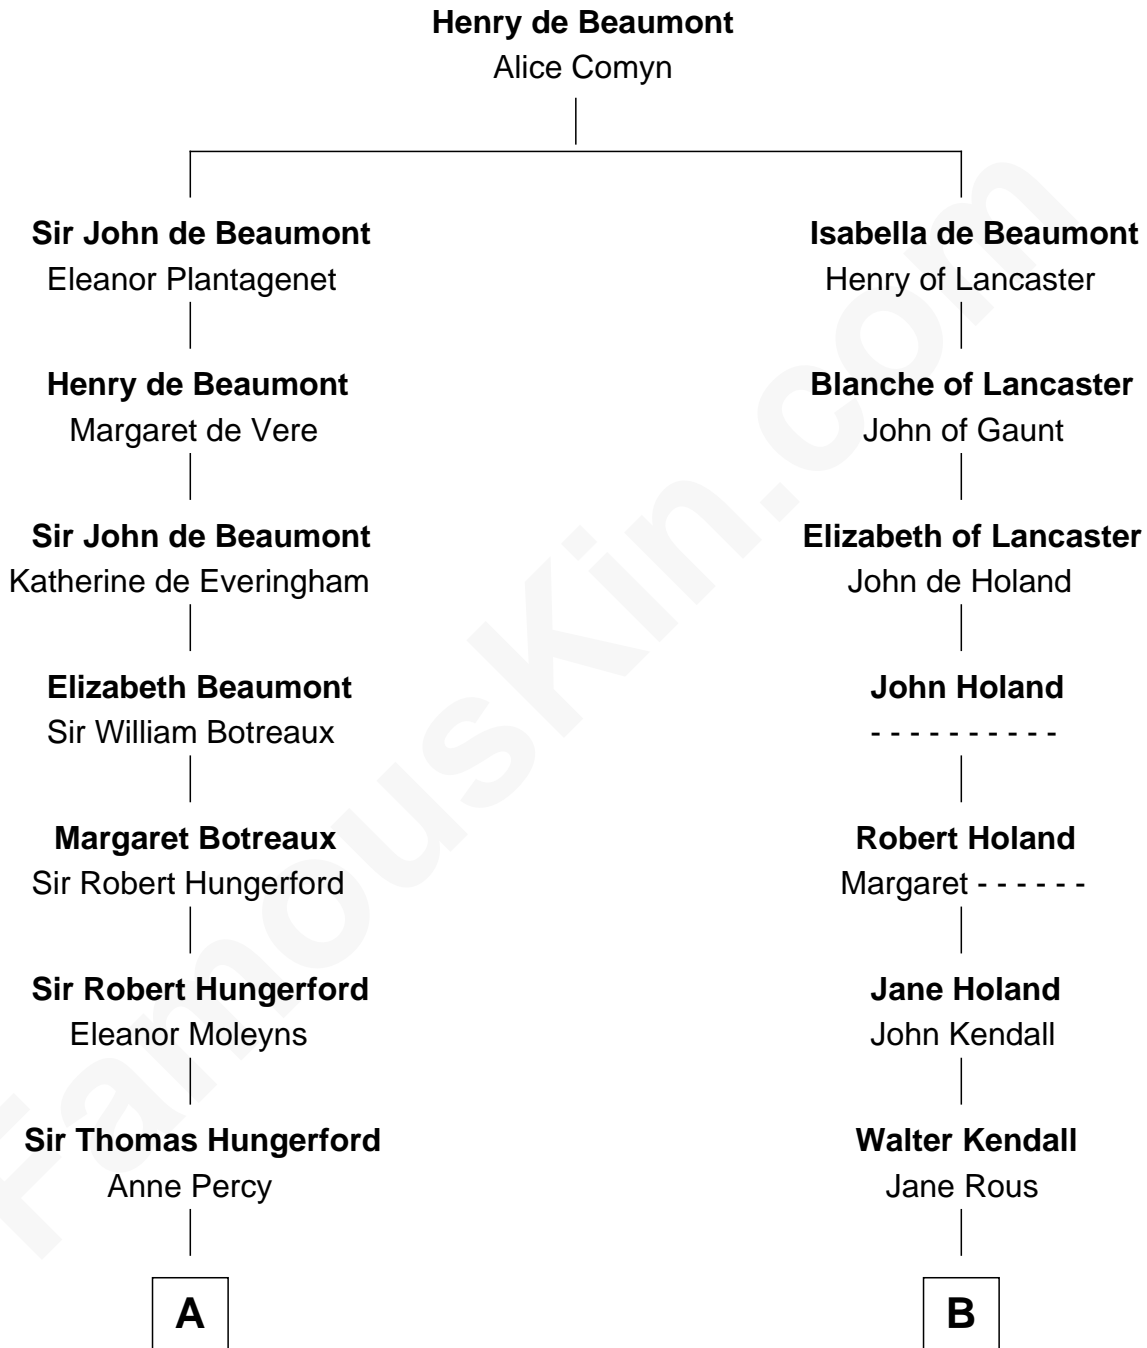 Henry de Beaumont
Alice Comyn
Sir John de Beaumont
Eleanor Plantagenet
Isabella de Beaumont
Henry of Lancaster
Henry de Beaumont
Margaret de Vere
Blanche of Lancaster
John of Gaunt
Sir John de Beaumont
Katherine de Everingham
Elizabeth of Lancaster
John de Holand
Elizabeth Beaumont
Sir William Botreaux
John Holand
- - - - - - - - - -
Margaret Botreaux
Sir Robert Hungerford
Robert Holand
Margaret - - - - - -
Sir Robert Hungerford
Eleanor Moleyns
Jane Holand
John Kendall
Sir Thomas Hungerford
Anne Percy
Walter Kendall
Jane Rous
A
B
FamousKin.com